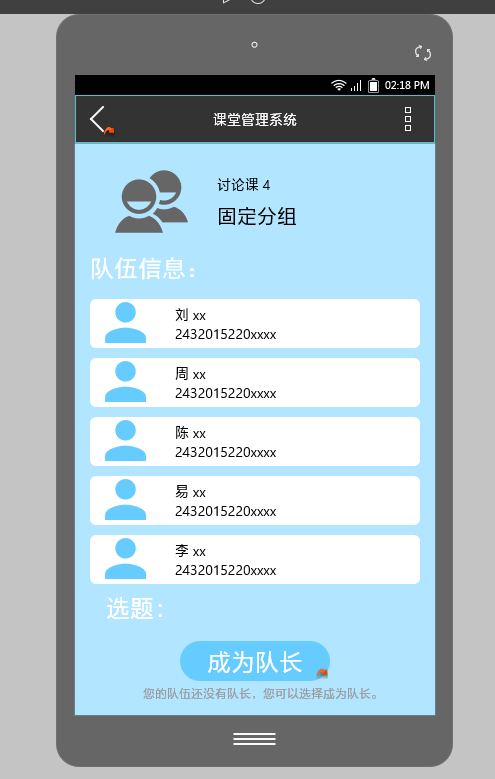 02:18 PM
课堂管理系统
讨论课 4
固定分组
队伍信息：
刘 xx
2432015220xxxx
周 xx
2432015220xxxx
陈 xx
2432015220xxxx
易 xx
2432015220xxxx
李 xx
2432015220xxxx
选题：
成为队长
您的队伍还没有队长，您可以选择成为队长。